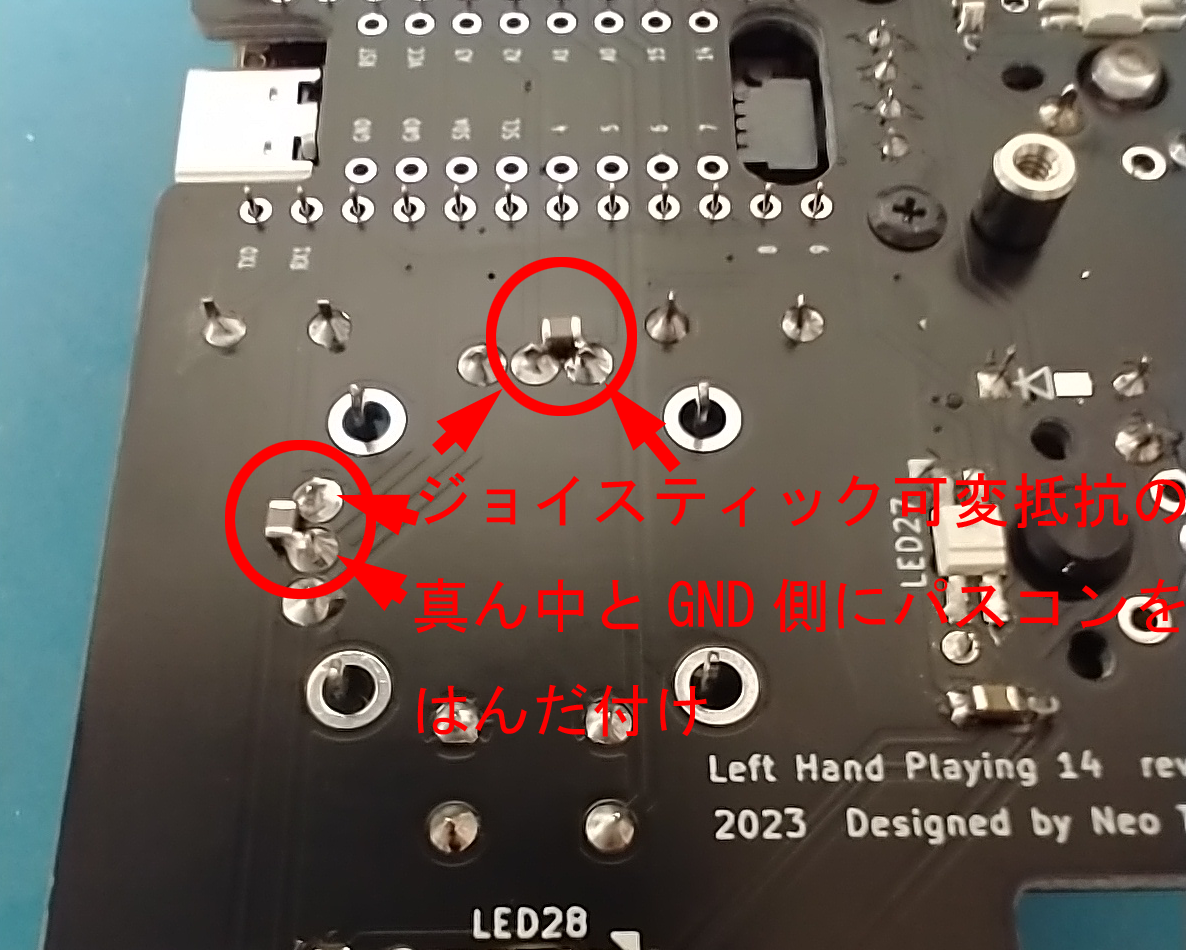 RST VCC A3 A2 A1 A0 15 14
GND GND SDA SCL 4 5 6 7
TX0 RX1 8 9
ジョイスティック可変抵抗の
LED27
真ん中と GND 側にパスコンを
はんだ付け
Left Hand Playing 14 rev
2023 Designed by Neo
LED28